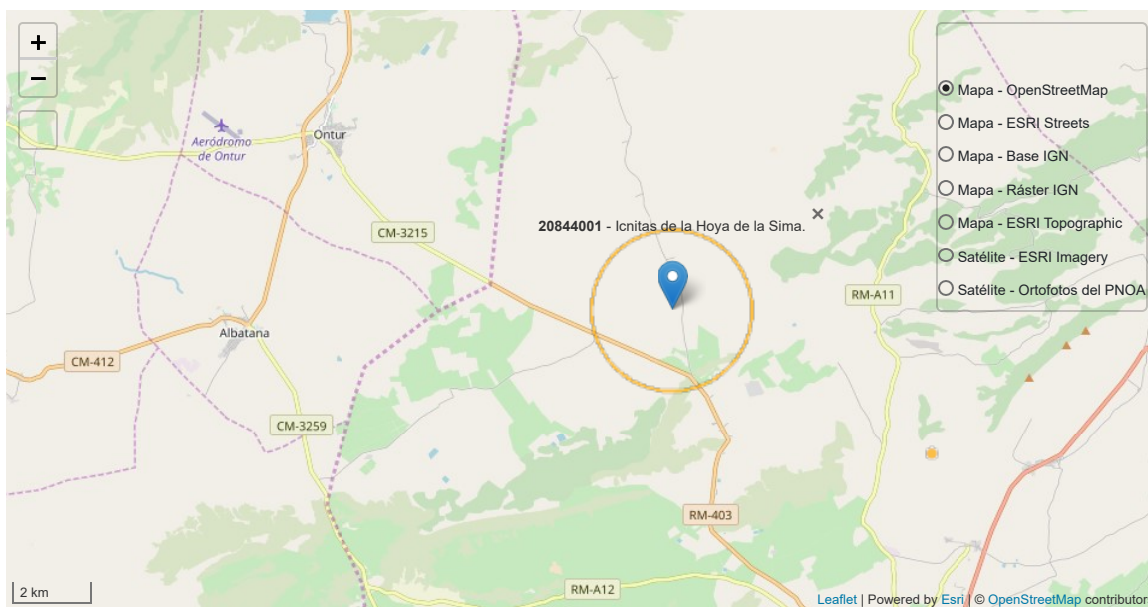 +
−
Ontur
Aeródromo
de Ontur
CM-3215
20844001 - Icnitas de la Hoya de la Sima.
×
Mapa - OpenStreetMap
Mapa - ESRI Streets
Mapa - Base IGN
Mapa - Ráster IGN
Mapa - ESRI Topographic
Satélite - ESRI Imagery
Satélite - Ortofotos del PNOA
RM-A11
Albatana
CM-412
CM-3259
RM-403
RM-A12
2 km
Leaflet | Powered by Esri | © OpenStreetMap contributor